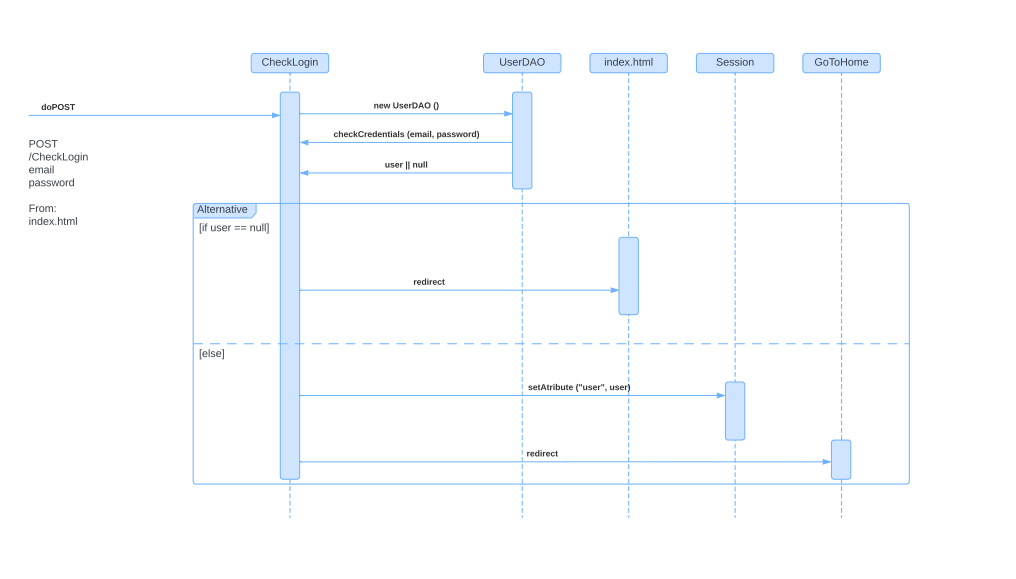 CheckLogin
UserDAO
index.html
Session
GoToHome
doPOST
new UserDAO ()
checkCredentials (email, password)
POST
/CheckLogin
email
password
user || null
From:
index.html
Alternative
[if user == null]
redirect
[else]
setAtribute ("user", user)
redirect